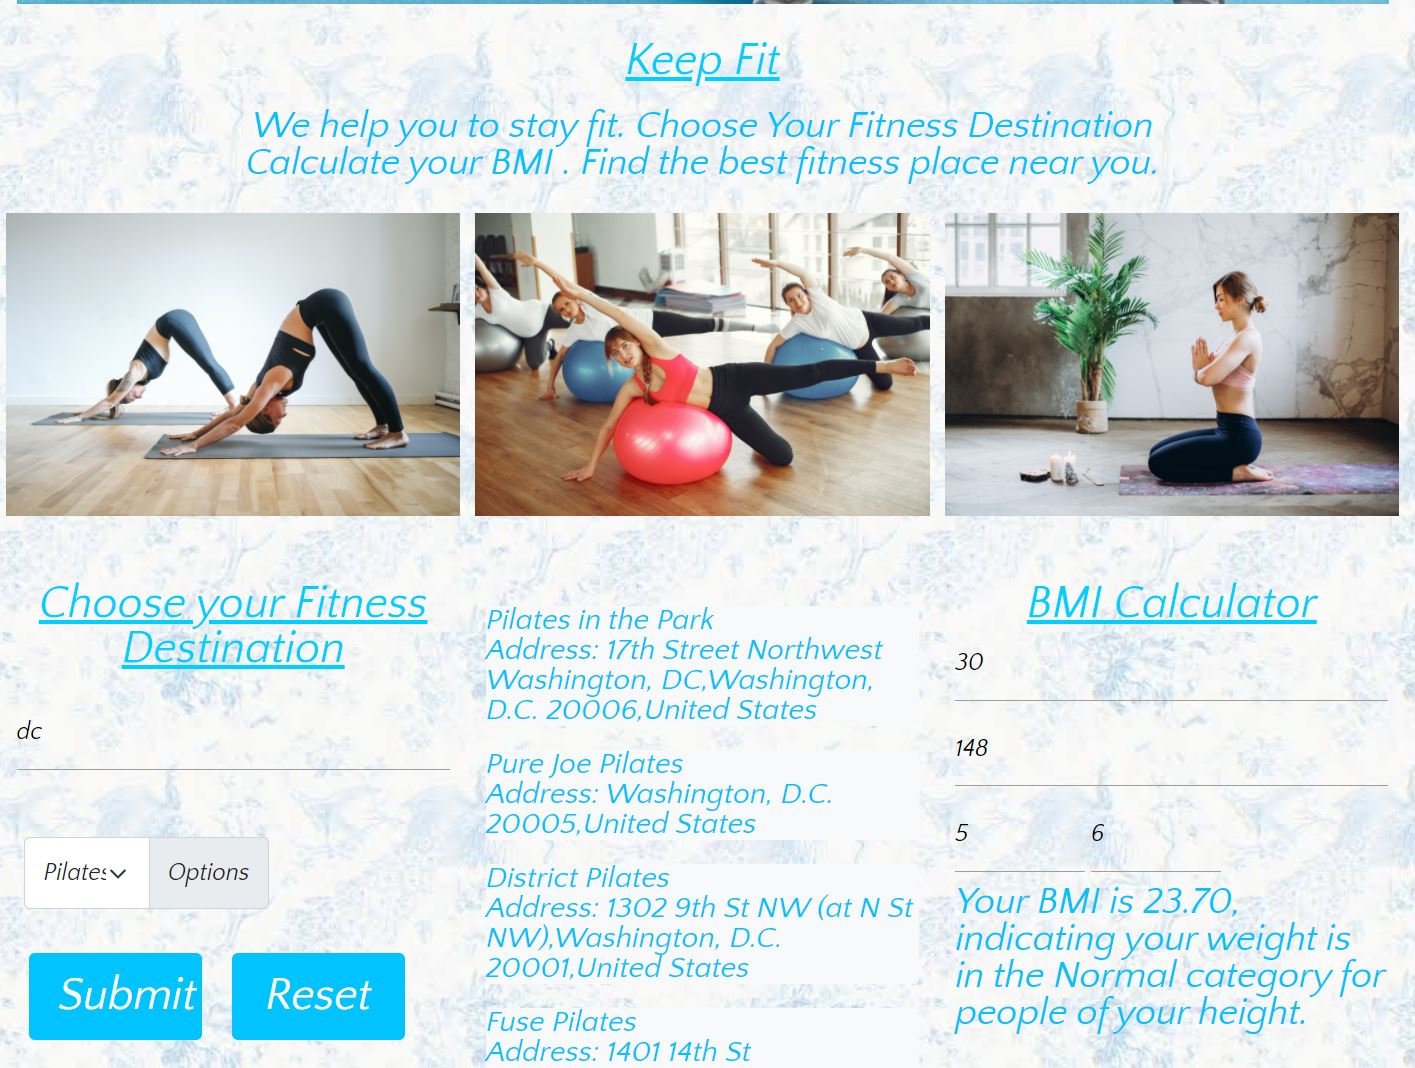 Keep Fit
We help you to stay fit. Choose Your Fitness Destination
Calculate your BMI . Find the best fitness place near you.
Choose your Fitness
Destination
dc
Pilates
Options
Submit
Reset
Pilates in the Park
Address: 17th Street Northwest
Washington, DC,Washington,
D.C. 20006,United States
Pure Joe Pilates
Address: Washington, D.C.
20005,United States
District Pilates
Address: 1302 9th St NW (at N St
NW),Washington, D.C.
20001,United States
Fuse Pilates
Address: 1401 14th St
BMI Calculator
30
148
5
6
Your BMI is 23.70,
indicating your weight is
in the Normal category for
people of your height.